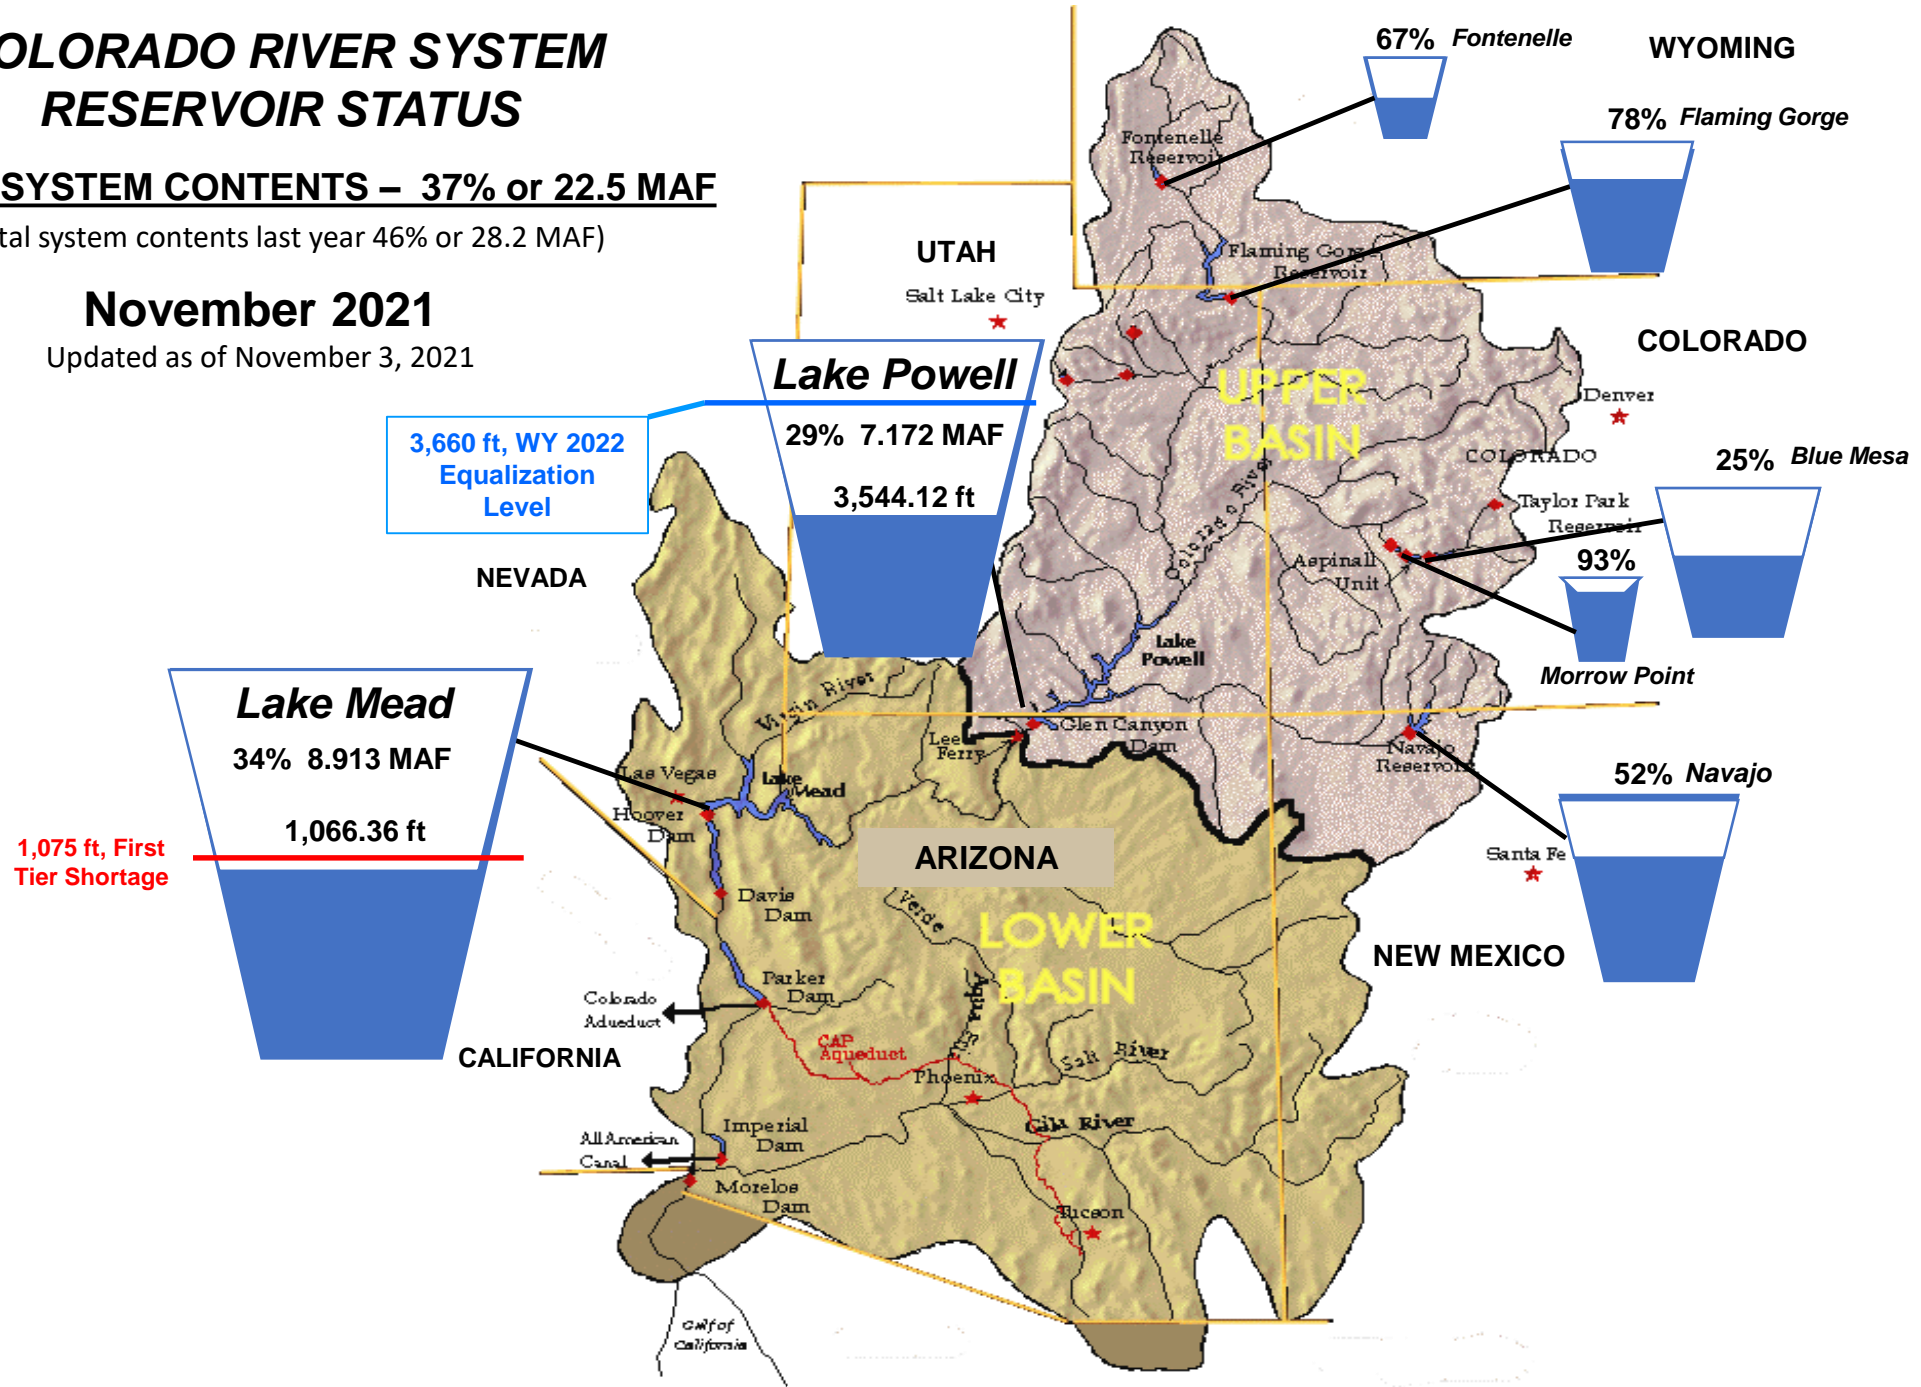 OLORADO RIVER SYSTEM
RESERVOIR STATUS
SYSTEM CONTENTS – 37% or 22.5 MAF
tal system contents last year 46% or 28.2 MAF)
November 2021
Updated as of November 3, 2021
67% Fontenelle
WYOMING
78% Flaming Gorge
Fontenelle
Reservoir
UTAH
Flaming Gorge
Reservoir
Salt Lake City
COLORADO
Lake Powell
29% 7.172 MAF
3,544.12 ft
3,660 ft, WY 2022
Equalization
Level
UPPER
BASIN
Denver
COLORADO
25% Blue Mesa
Colorado River
Taylor Park
Reservoir
Aspinall
Unit
93%
Morrow Point
NEVADA
Lake
Powell
Virgin River
Glen Canyon
Dam
Lee
Ferry
Navajo
Reservoir
52% Navajo
Santa Fe
Lake Mead
34% 8.913 MAF
1,066.36 ft
1,075 ft, First
Tier Shortage
Las Vegas
Lake
Mead
Hoover
Dam
ARIZONA
Davis
Dam
Verde
LOWER
BASIN
NEW MEXICO
Parker
Dam
Agua Fria
Colorado
Adueduct
CAP
Aqueduct
Salt River
CALIFORNIA
Phoenix
Gila River
Imperial
Dam
All American
Canal
Morelos
Dam
Tucson
Gulf of
California